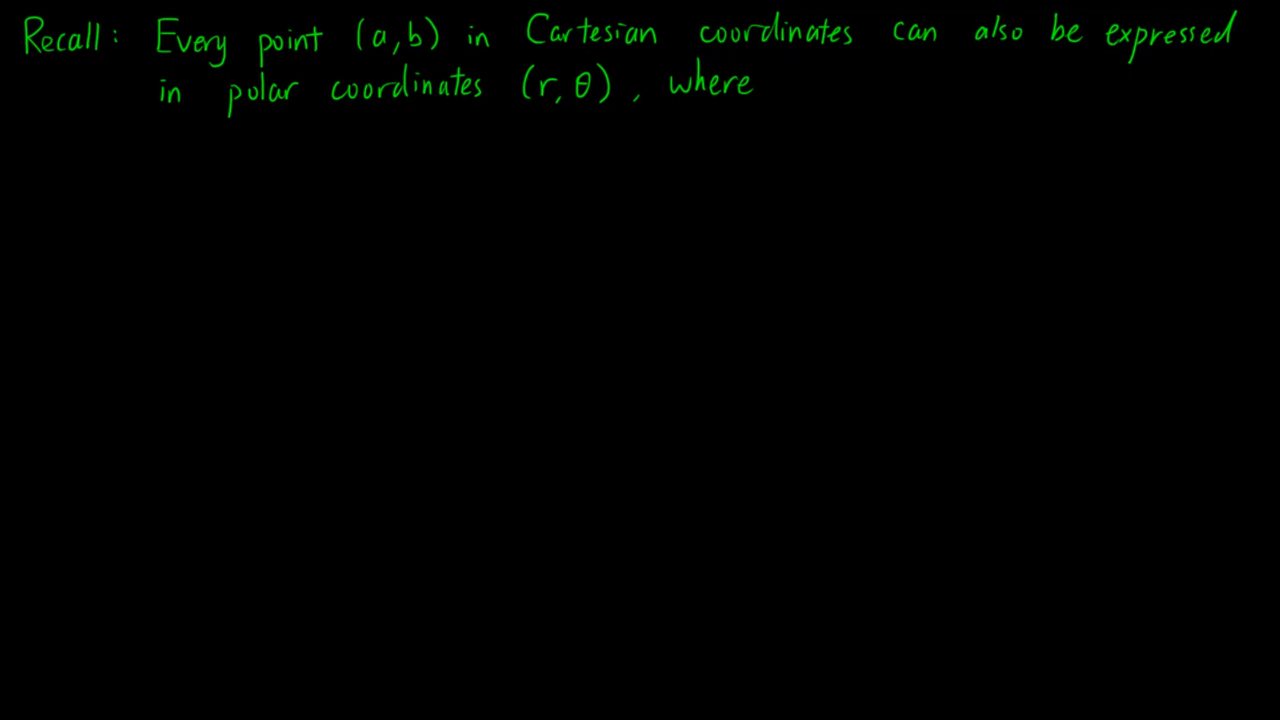 Recall: Every point (a,b) in Cartesian coordinates can also be expressed
in polar coordinates (r, θ), where